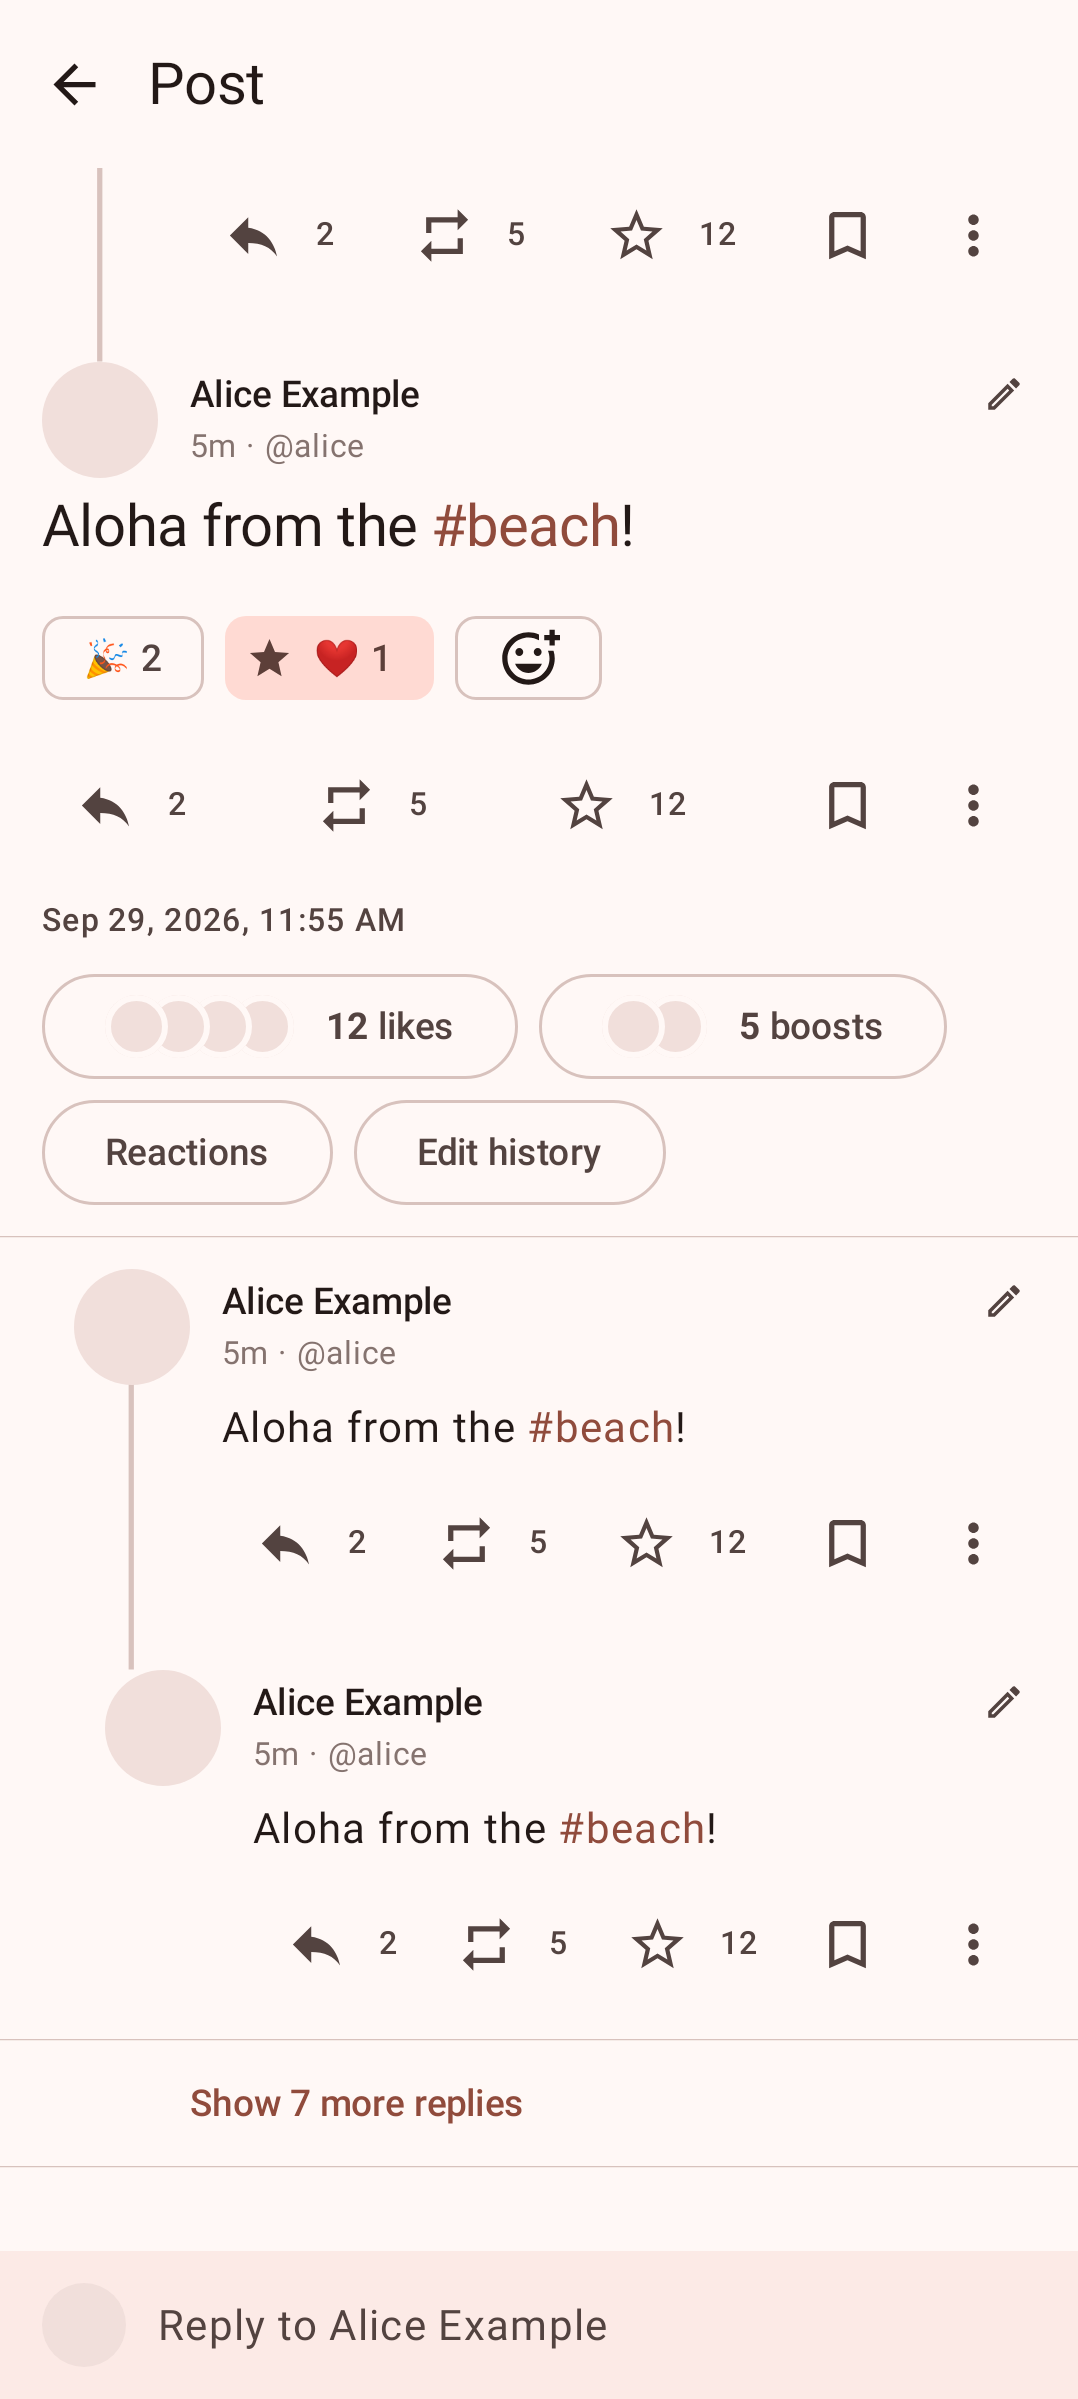 Post
2 5 12
Alice Example
5m · @alice
Aloha from the #beach!
🎉 2 ★ ❤️ 1
2 5 12
Sep 29, 2026, 11:55 AM
12 likes 5 boosts
Reactions Edit history
Alice Example
5m · @alice
Aloha from the #beach!
2 5 12
Alice Example
5m · @alice
Aloha from the #beach!
2 5 12
Show 7 more replies
Reply to Alice Example